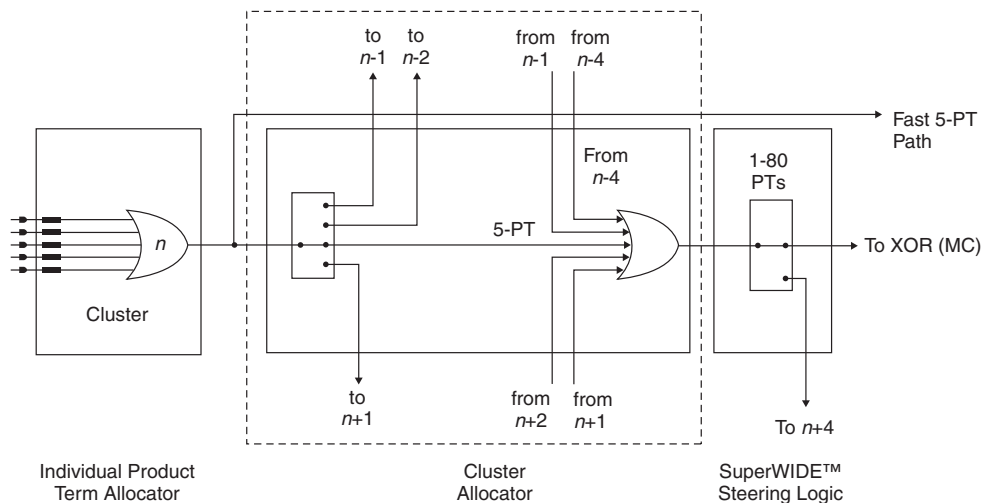 to
n-1
to
n-2
from
n-1
from
n-4
Fast 5-PT
Path
From
n-4
1-80
PTs
n
5-PT
To XOR (MC)
Cluster
to
n+1
from
n+2
from
n+1
To n+4
Individual Product
Term Allocator
Cluster
Allocator
SuperWIDE™
Steering Logic